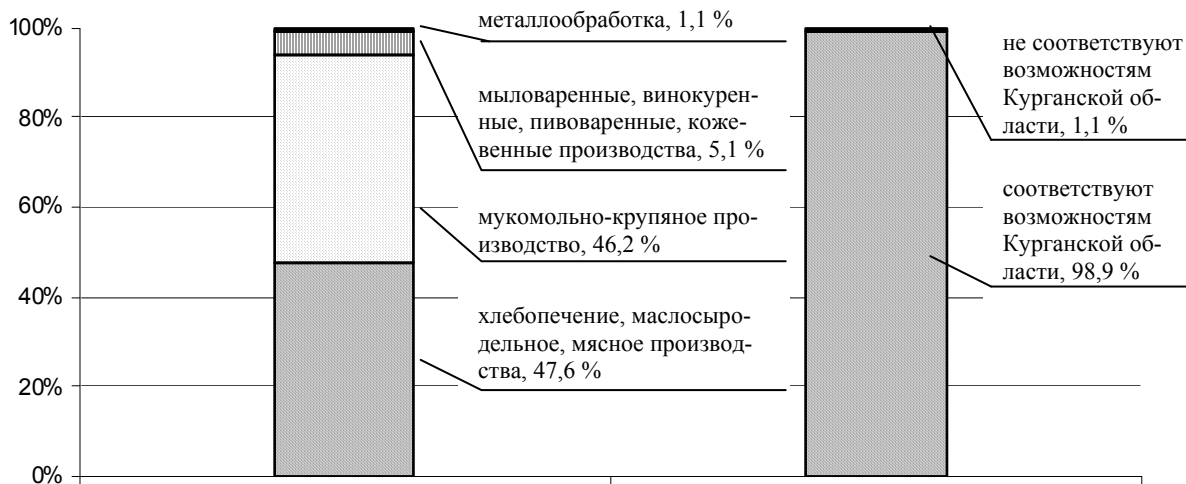 100%
80%
60%
40%
20%
0%
металлообработка, 1,1 %
мыловаренные, винокурен-
ные, пивоваренные, коже-
венные производства, 5,1 %
мукомольно-крупяное про-
изводство, 46,2 %
хлебопечение, маслосыро-
дельное, мясное производ-
ства, 47,6 %
не соответствуют
возможностям
Курганской об-
ласти, 1,1 %
соответствуют
возможностям
Курганской об-
ласти, 98,9 %